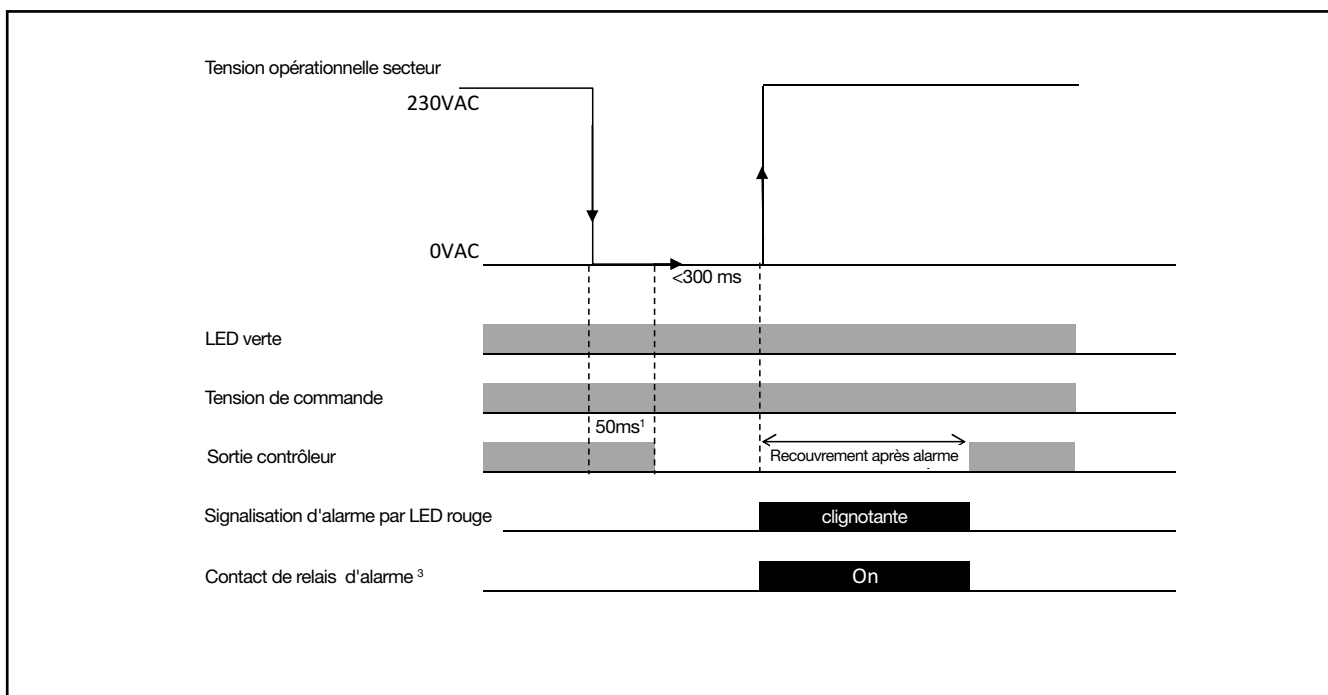 Tension opérationnelle secteur
230VAC
0VAC
<300 ms
LED verte
Tension de commande
50ms¹
Sortie contrôleur
Recouvrement après alarme
Signalisation d'alarme par LED rouge
clignotante
Contact de relais d'alarme ³
On